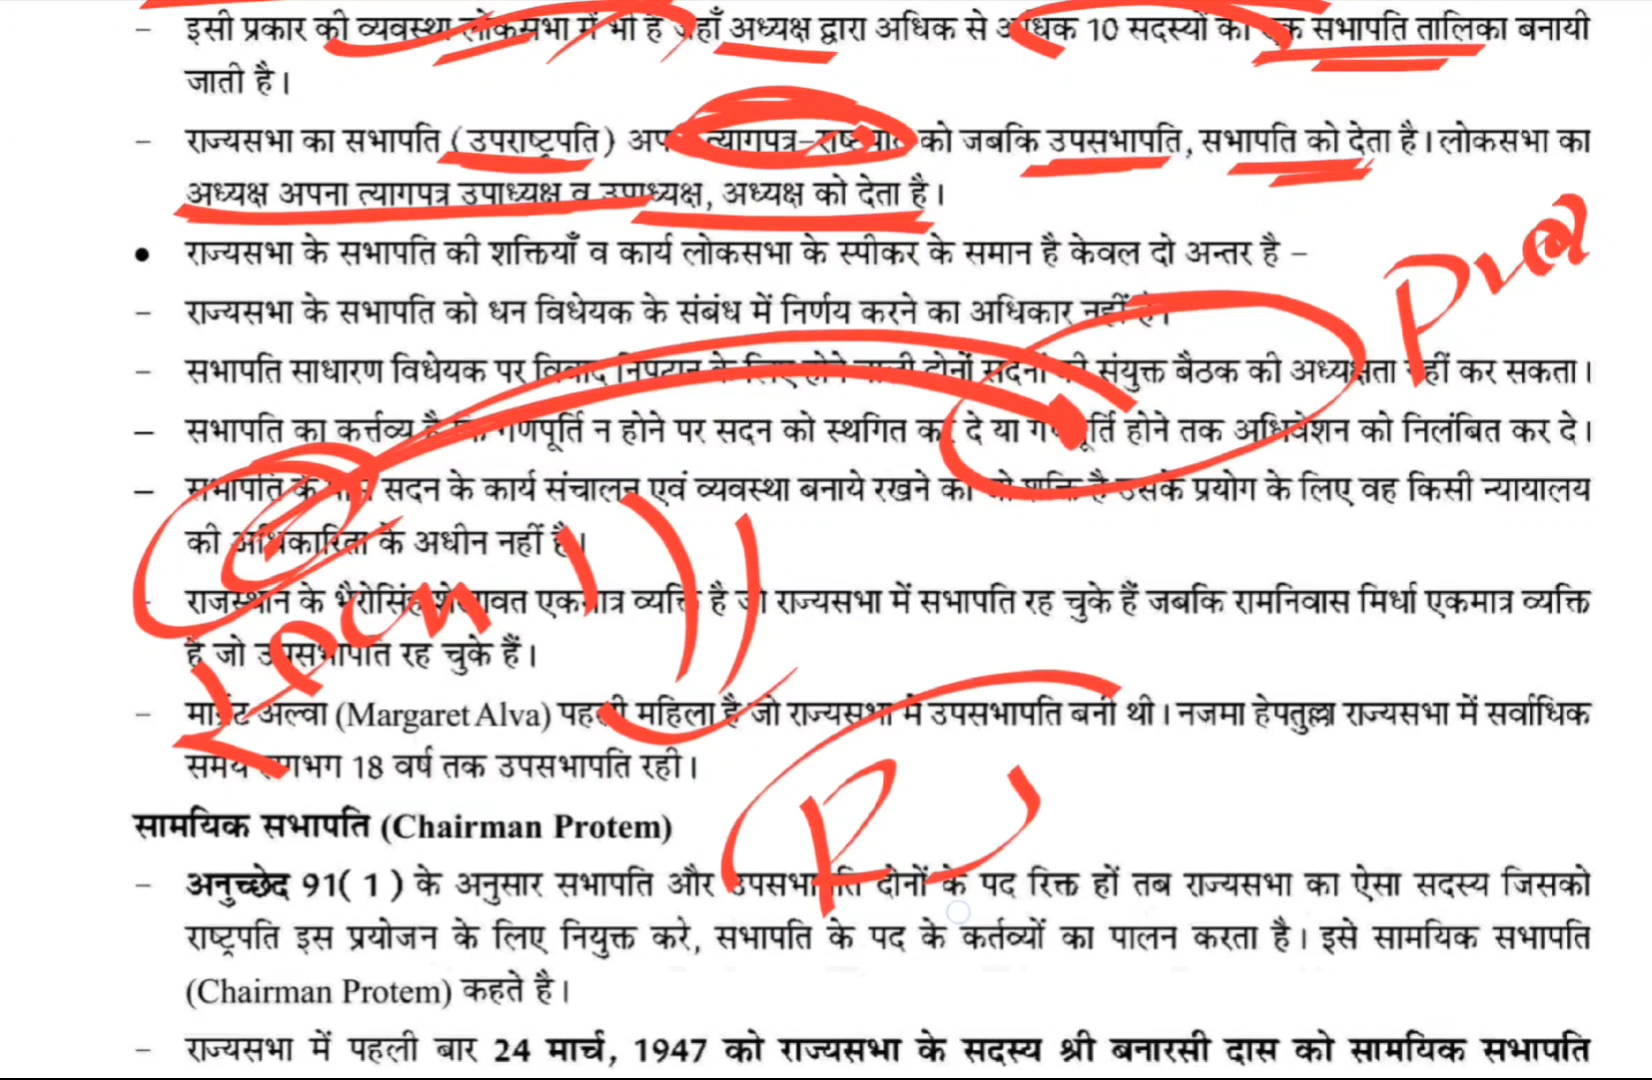 – इसी प्रकार की व्यवस्था लोकसभा में भी है जहाँ अध्यक्ष द्वारा अधिक से अधिक 10 सदस्यों की एक सभापति तालिका बनायी
जाती है।
– राज्यसभा का सभापति (उपराष्ट्रपति) त्यागपत्र को जबकि उपसभापति, सभापति को देता है। लोकसभा का
अध्यक्ष अपना त्यागपत्र उपाध्यक्ष व उपाध्यक्ष, अध्यक्ष को देता है।
• राज्यसभा के सभापति की शक्तियाँ व कार्य लोकसभा के स्पीकर के समान है केवल दो अन्तर है –
– राज्यसभा के सभापति को धन विधेयक के संबंध में निर्णय करने का अधिकार नहीं है।
– सभापति साधारण विधेयक पर विवाद निपटान के लिए होने वाली दोनों सदनों की संयुक्त बैठक की अध्यक्षता नहीं कर सकता।
– सभापति का कर्त्तव्य है कि गणपूर्ति न होने पर सदन को स्थगित कर दे या गणपूर्ति होने तक अधिवेशन को निलंबित कर दे।
– सभापति के पास सदन के कार्य संचालन एवं व्यवस्था बनाये रखने की जो शक्ति है उसके प्रयोग के लिए वह किसी न्यायालय
की अधिकारिता के अधीन नहीं है।
– राजस्थान के भैरोसिंह शेखावत एकमात्र व्यक्ति है जो राज्यसभा में सभापति रह चुके हैं जबकि रामनिवास मिर्धा एकमात्र व्यक्ति
है जो उपसभापति रह चुके हैं।
– मार्ग्रेट अल्वा (Margaret Alva) पहली महिला है जो राज्यसभा में उपसभापति बनी थी। नजमा हेपतुल्ला राज्यसभा में सर्वाधिक
समय लगभग 18 वर्ष तक उपसभापति रही।
सामयिक सभापति (Chairman Protem)
– अनुच्छेद 91( 1 ) के अनुसार सभापति और उपसभापति दोनों के पद रिक्त हों तब राज्यसभा का ऐसा सदस्य जिसको
राष्ट्रपति इस प्रयोजन के लिए नियुक्त करे, सभापति के पद के कर्तव्यों का पालन करता है। इसे सामयिक सभापति
(Chairman Protem) कहते है।
– राज्यसभा में पहली बार 24 मार्च, 1947 को राज्यसभा के सदस्य श्री बनारसी दास को सामयिक सभापति